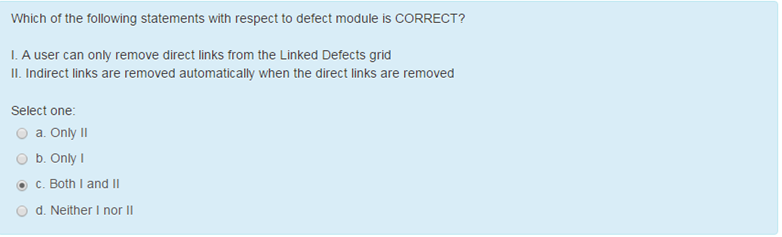 Which of the following statements with respect to defect module is CORRECT?
I. A user can only remove direct links from the Linked Defects grid
II. Indirect links are removed automatically when the direct links are removed
Select one:
a. Only II
b. Only I
c. Both I and II
d. Neither I nor II